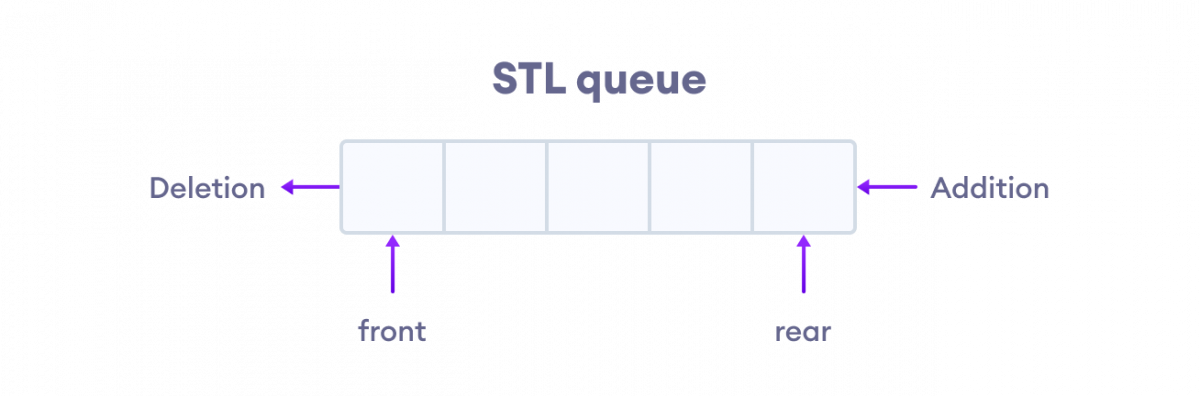 STL queue
Deletion
Addition
front
rear